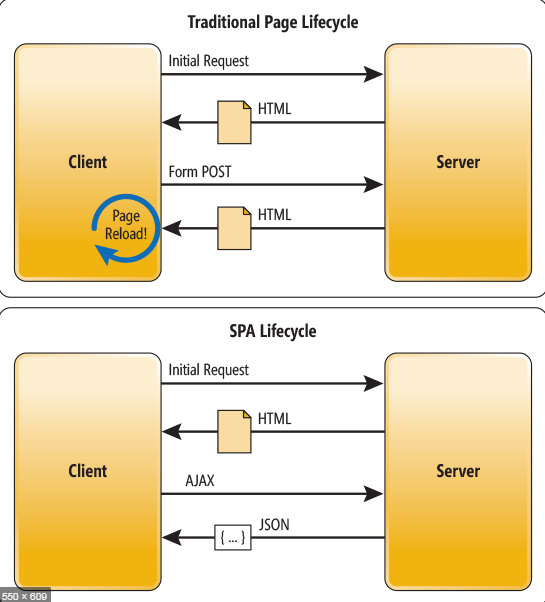 Traditional Page Lifecycle
Initial Request
HTML
Client
Server
Form POST
Page
Reload!
HTML
SPA Lifecycle
Initial Request
HTML
Client
Server
AJAX
JSON
{ ... }
550 × 609